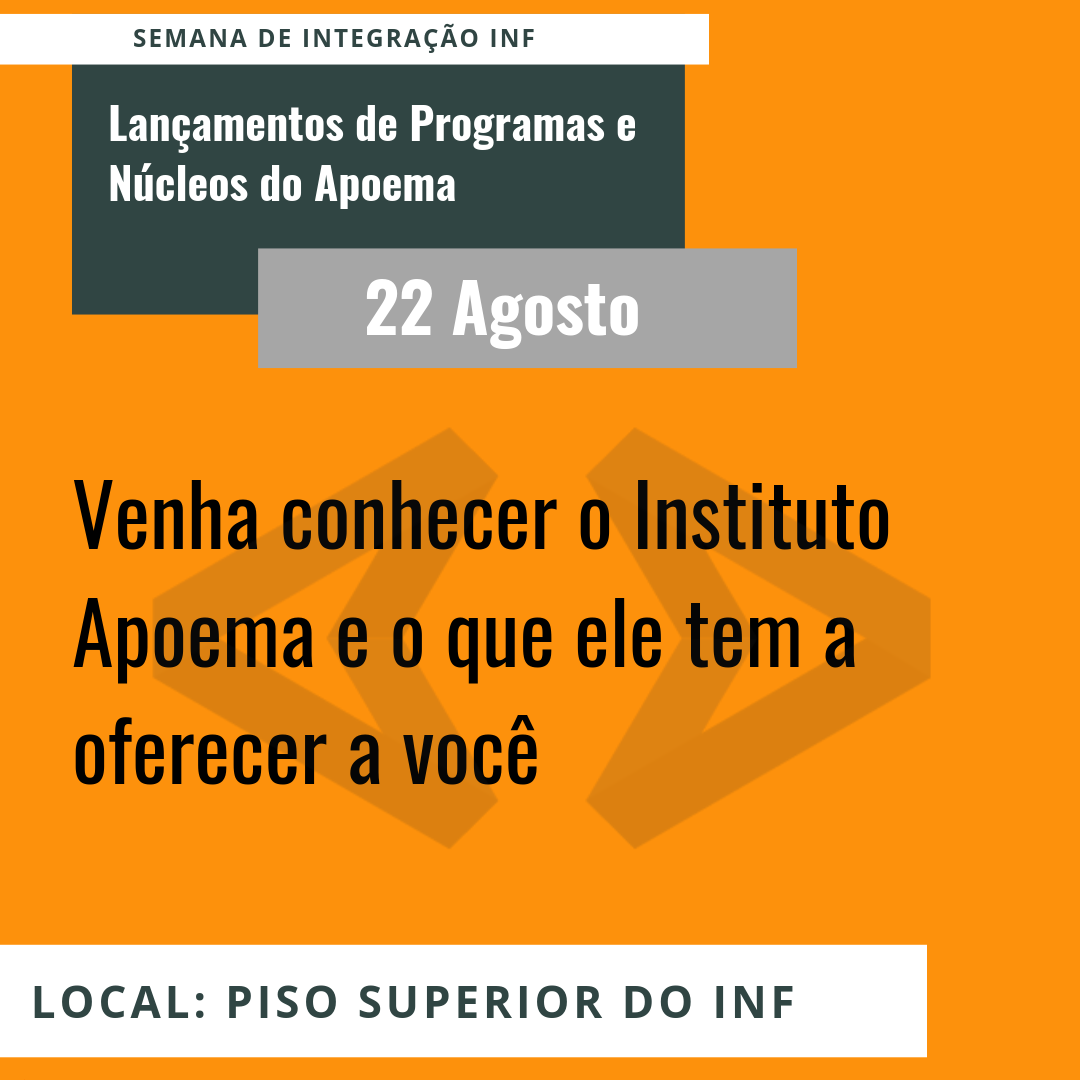 SEMANA DE INTEGRAÇÃO INF
Lançamentos de Programas e
Núcleos do Apoema
22 Agosto
Venha conhecer o Instituto
Apoema e o que ele tem a
oferecer a você
LOCAL: PISO SUPERIOR DO INF